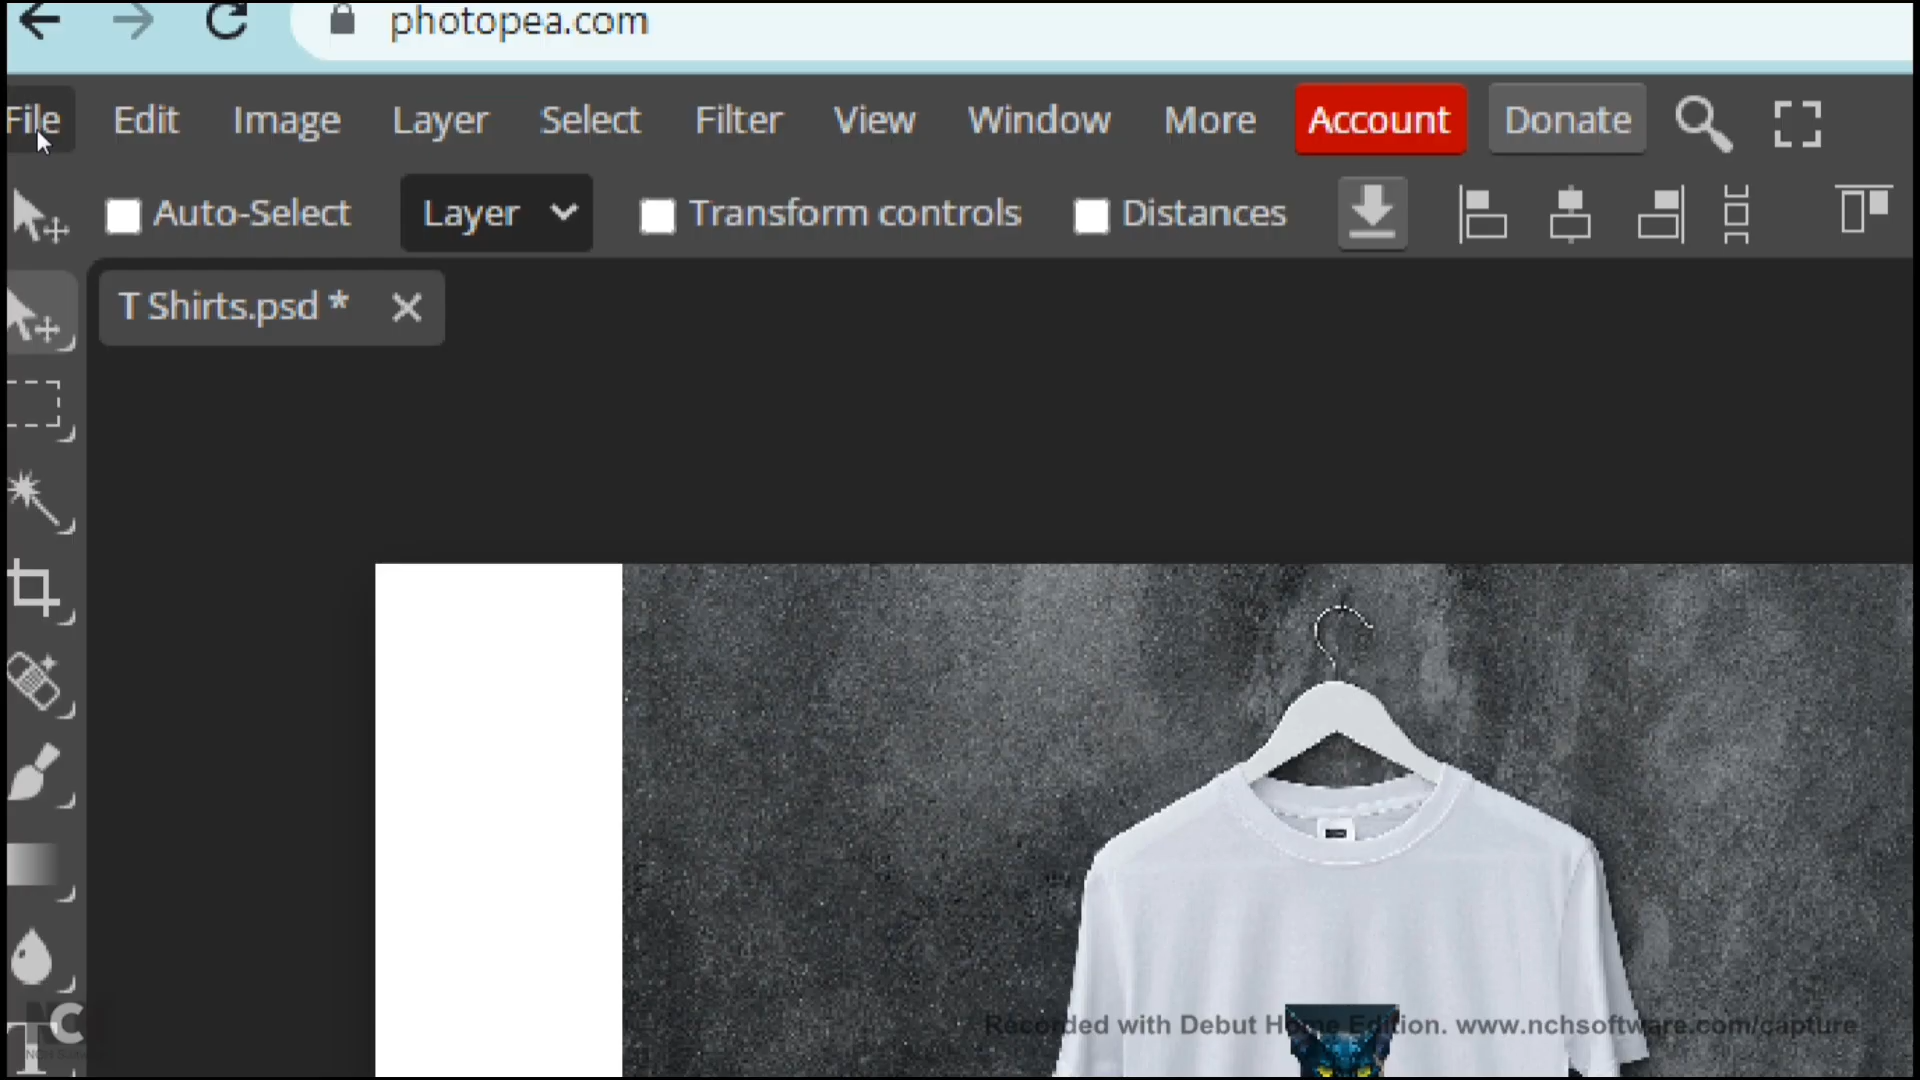 photopea.com
File Edit Image Layer Select Filter View Window More Account Donate
Auto-Select Layer Transform controls Distances
T Shirts.psd *
NC
Recorded with Debut Home Edition. www.nchsoftware.com/capture